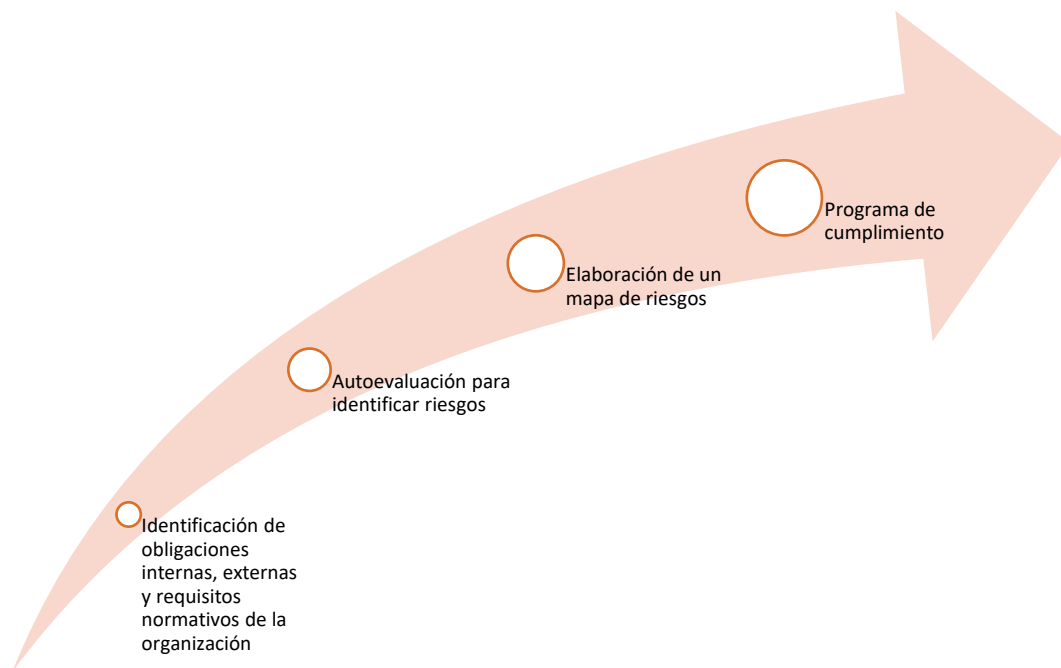 Identificación de
obligaciones
internas, externas
y requisitos
normativos de la
organización
Autoevaluación para
identificar riesgos
Elaboración de un
mapa de riesgos
Programa de
cumplimiento